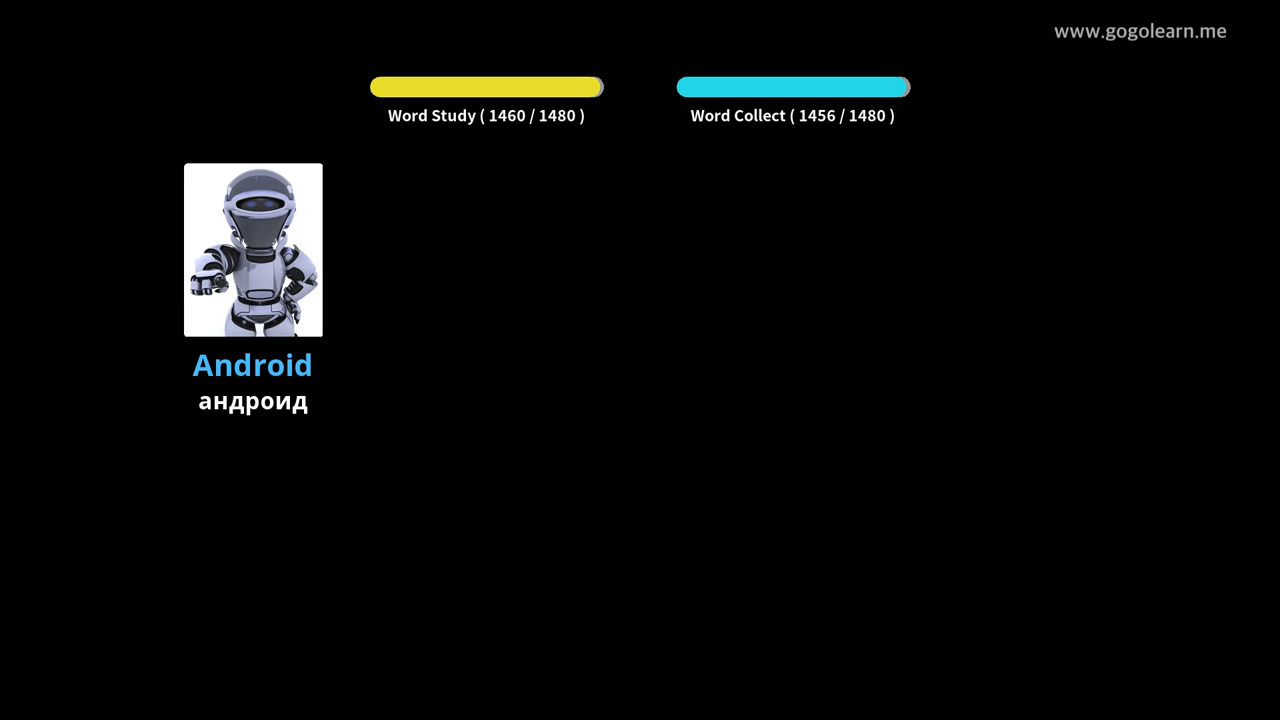 www.gogolearn.me
Word Study ( 1460 / 1480 )
Word Collect ( 1456 / 1480 )
Android
андроид